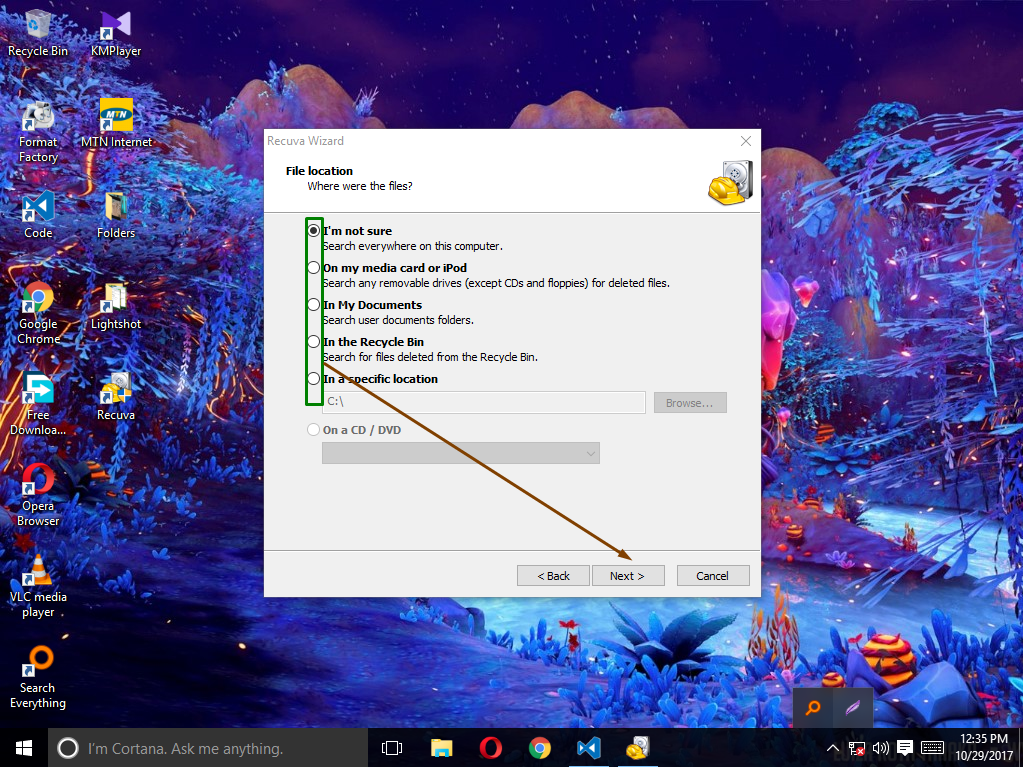 Recycle Bin
KMPlayer
Format
Factory
MTN
MTN Internet
Code
Folders
Google
Chrome
Lightshot
Free
Downloa...
Recuva
Opera
Browser
VLC media
player
Search
Everything
Recuva Wizard
File location
Where were the files?
I'm not sure
Search everywhere on this computer.
On my media card or iPod
Search any removable drives (except CDs and floppies) for deleted files.
In My Documents
Search user documents folders.
In the Recycle Bin
Search for files deleted from the Recycle Bin.
In a specific location
C:\
Browse...
On a CD / DVD
< Back
Next >
Cancel
I'm Cortana. Ask me anything.
12:35 PM
10/29/2017